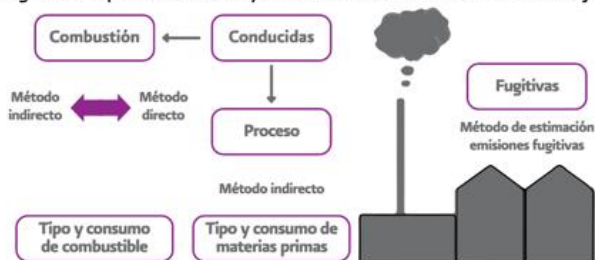 Combustión
Conducidas
Fugitivas
Método
indirecto
Método
directo
Proceso
Método de estimación
emisiones fugitivas
Método indirecto
Tipo y consumo
de combustible
Tipo y consumo de
materias primas